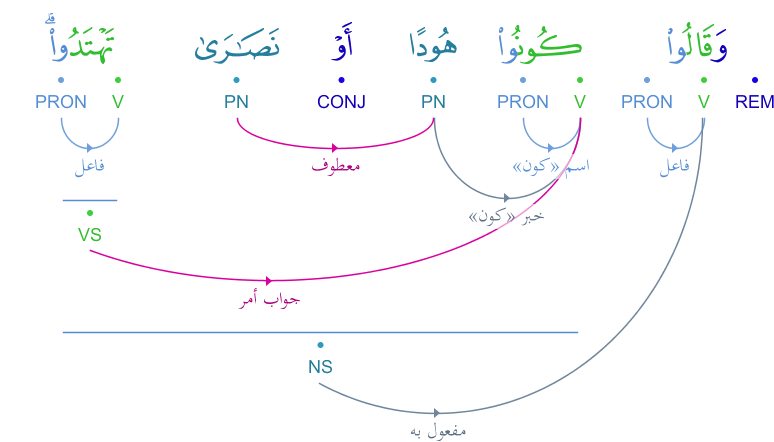 وَقَالُوا۟ كُونُوا۟ هُودًا أَوْ نَصَـٰرَىٰ تَهْتَدُوا۟ ۗ
REM V PRON V PRON PN CONJ PN V PRON
فاعل اسم «كون» معطوف فاعل
خبر «كون»
VS
جواب أمر
NS
مفعول به